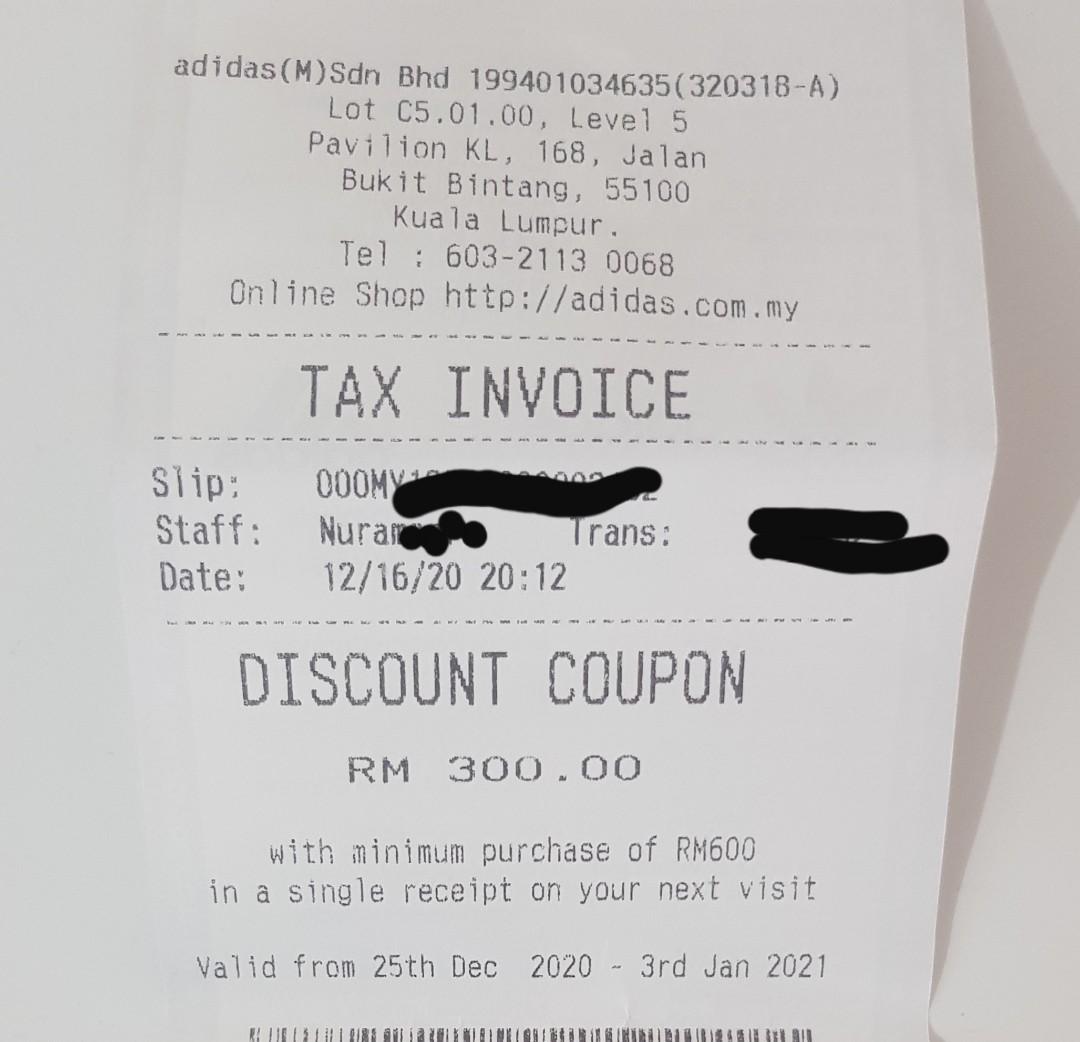 adidas(M)Sdn Bhd 199401034635(320318-A)
Lot C5.01.00, Level 5
Pavilion KL, 168, Jalan
Bukit Bintang, 55100
Kuala Lumpur.
Tel : 603-2113 0068
Online Shop http://adidas.com.my
TAX INVOICE
Slip:
Staff: Trans:
Date: 12/16/20 20:12
DISCOUNT COUPON
RM 300.00
with minimum purchase of RM600
in a single receipt on your next visit
Valid from 25th Dec 2020 - 3rd Jan 2021